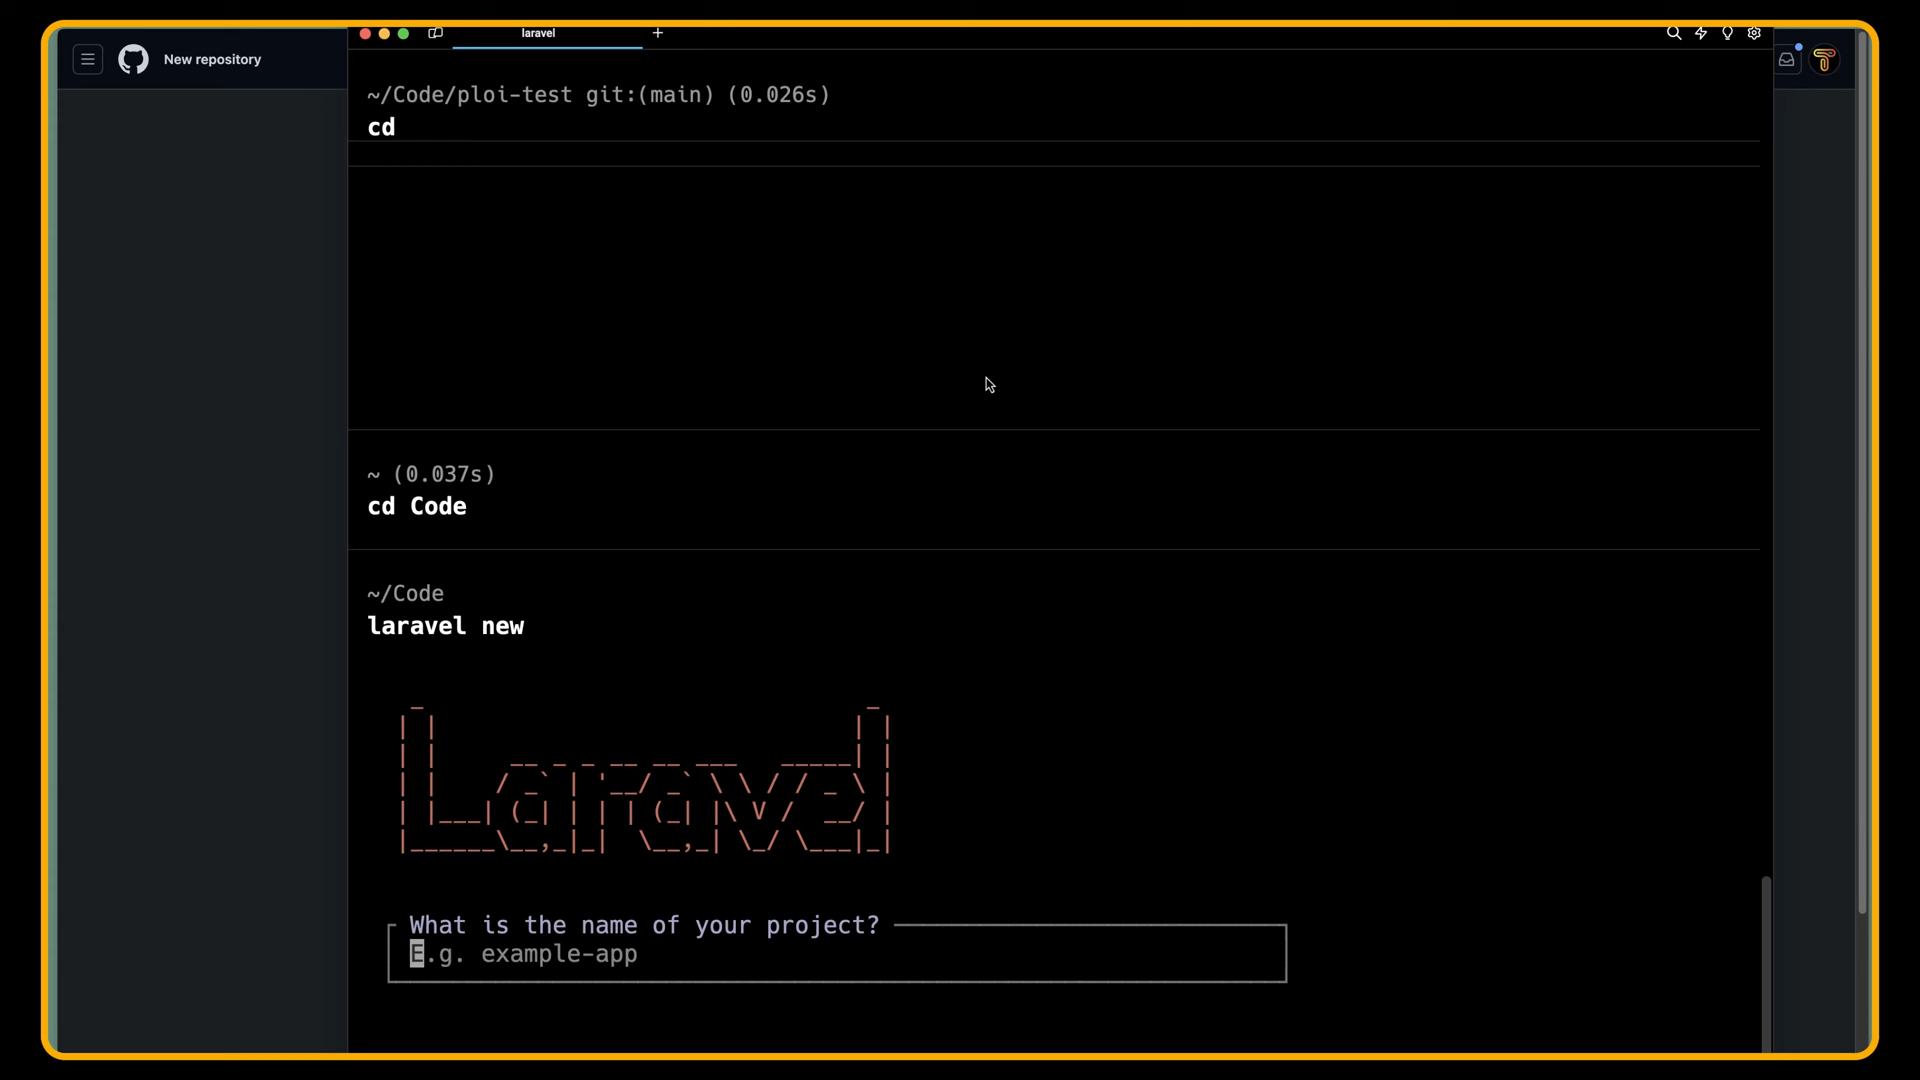 New repository
laravel
~/Code/ploi-test git:(main) (0.026s)
cd
~ (0.037s)
cd Code
~/Code
laravel new
Laravel
What is the name of your project?
E.g. example-app